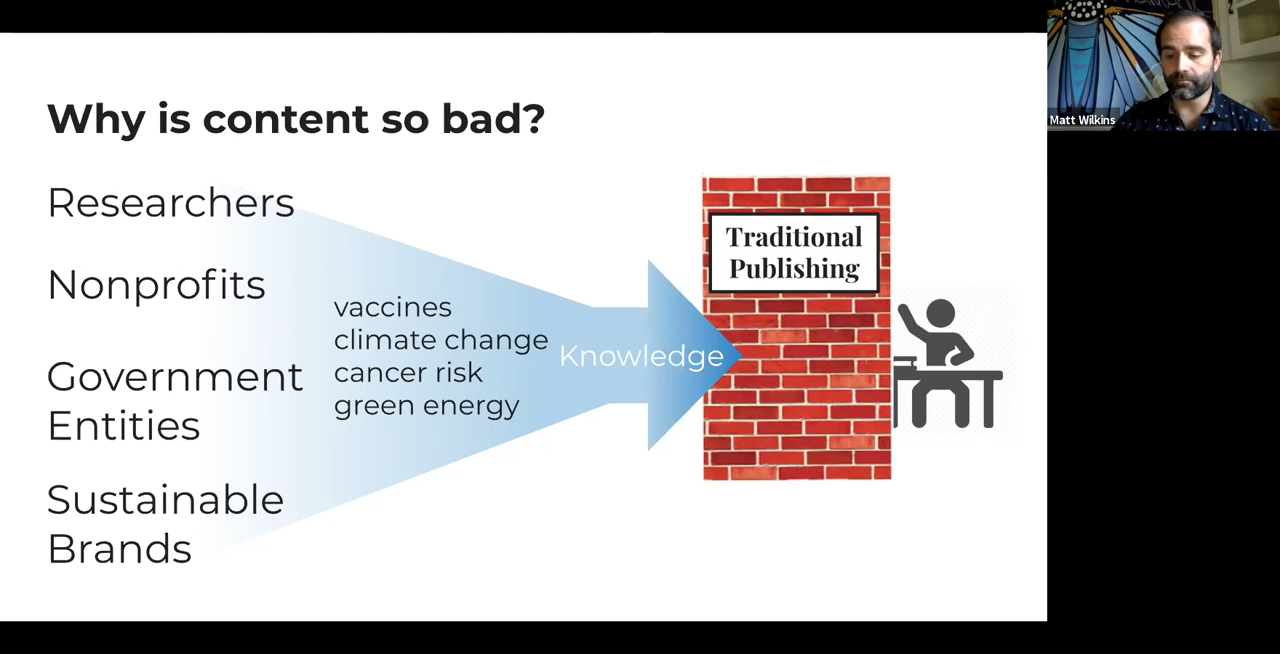 Why is content so bad?
Researchers
Nonprofits
Government
Entities
Sustainable
Brands
vaccines
climate change
cancer risk
green energy
Knowledge
Traditional
Publishing
Matt Wilkins